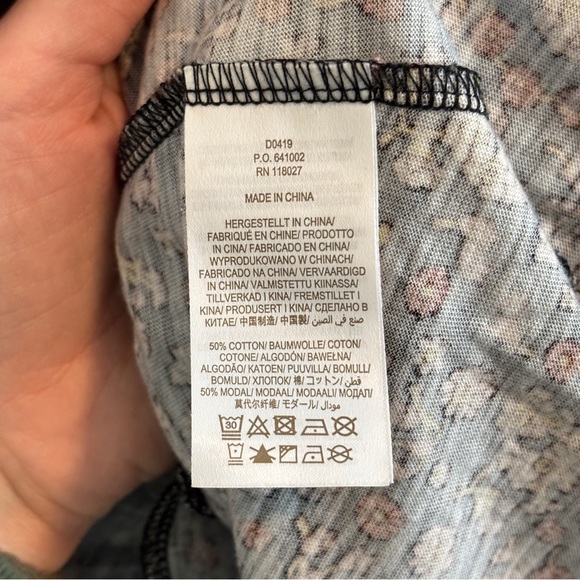 D0419
P.O. 641002
RN 118027
MADE IN CHINA
HERGESTELLT IN CHINA/
FABRIQUÉ EN CHINE/ PRODOTTO
IN CINA/ FABRICADO EN CHINA/
WYPRODUKOWANO W CHINACH/
FABRICADO NA CHINA/ VERVAARDIGD
IN CHINA/ VALMISTETTU KIINASSA/
TILLVERKAD I KINA/ FREMSTILLET I
KINA/ PRODUSERT I KINA/ СДЕЛАНО В
КИТАЕ/ 中国制造/ 中国製/ صنع في الصين
50% COTTON/ BAUMWOLLE/ COTON/
COTONE/ ALGODÓN/ BAWEŁNA/
ALGODÃO/ KATOEN/ PUUVILLA/ BOMULL/
BOMULD/ ХЛОПОК/ 棉/ コットン/ قطن
50% MODAL/ MODAALI/ МОДАЛ/
莫代尔纤维/ モダール/ مودال
30